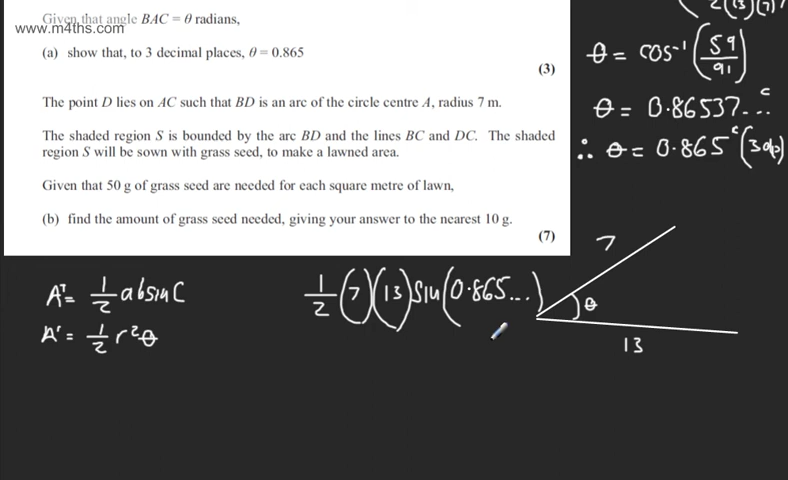 Given that angle BAC = θ radians,
www.m4ths.com
(a) show that, to 3 decimal places, θ = 0.865
(3)
The point D lies on AC such that BD is an arc of the circle centre A, radius 7 m.
The shaded region S is bounded by the arc BD and the lines BC and DC. The shaded
region S will be sown with grass seed, to make a lawned area.
Given that 50 g of grass seed are needed for each square metre of lawn,
(b) find the amount of grass seed needed, giving your answer to the nearest 10 g.
(7)
2(13)(7)
θ = cos⁻¹(59/91)
θ = 0.86537...ᶜ
∴ θ = 0.865ᶜ (3dp)
A' = 1/2 absinC
A' = 1/2 r²θ
1/2 (7)(13) sin(0.865...)
7
θ
13